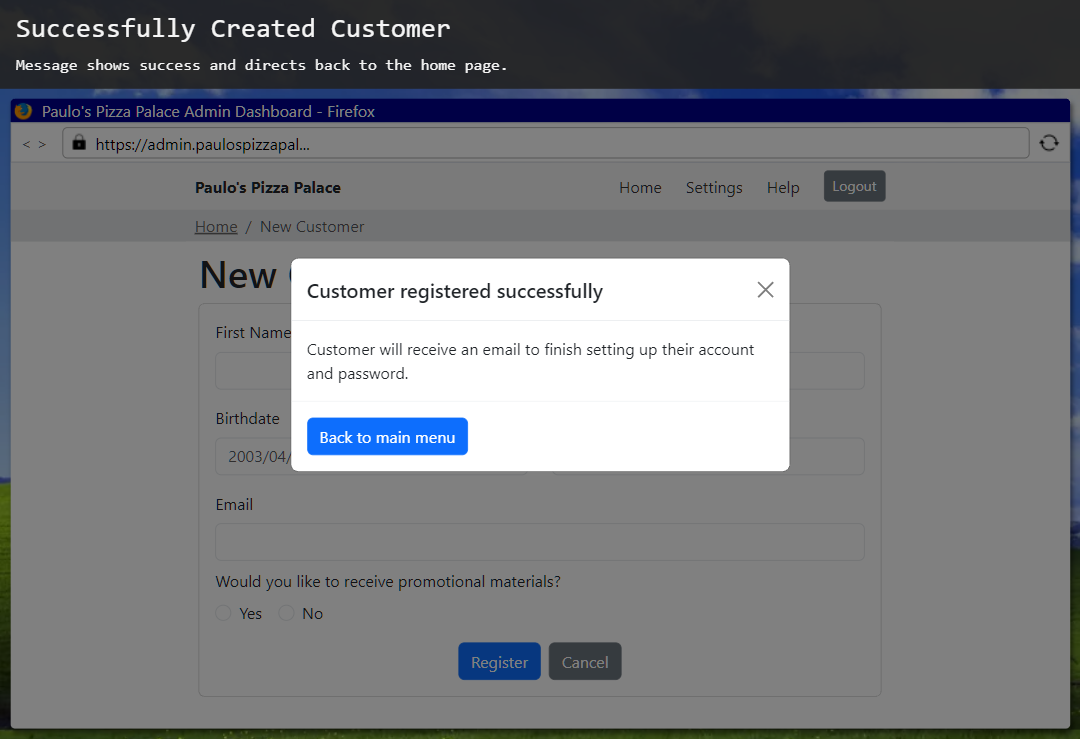 Successfully Created Customer
Message shows success and directs back to the home page.
Paulo's Pizza Palace Admin Dashboard - Firefox
< >
https://admin.paulospizzapal...
Paulo's Pizza Palace Home Settings Help Logout
Home / New Customer
New
Customer registered successfully
First Name
Customer will receive an email to finish setting up their account
and password.
Birthdate
Back to main menu
2003/04/
Email
Would you like to receive promotional materials?
Yes No
Register Cancel